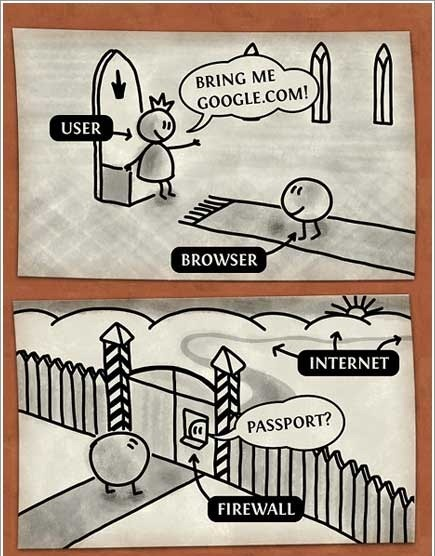 BRING ME
GOOGLE.COM!
USER
BROWSER
INTERNET
PASSPORT?
FIREWALL